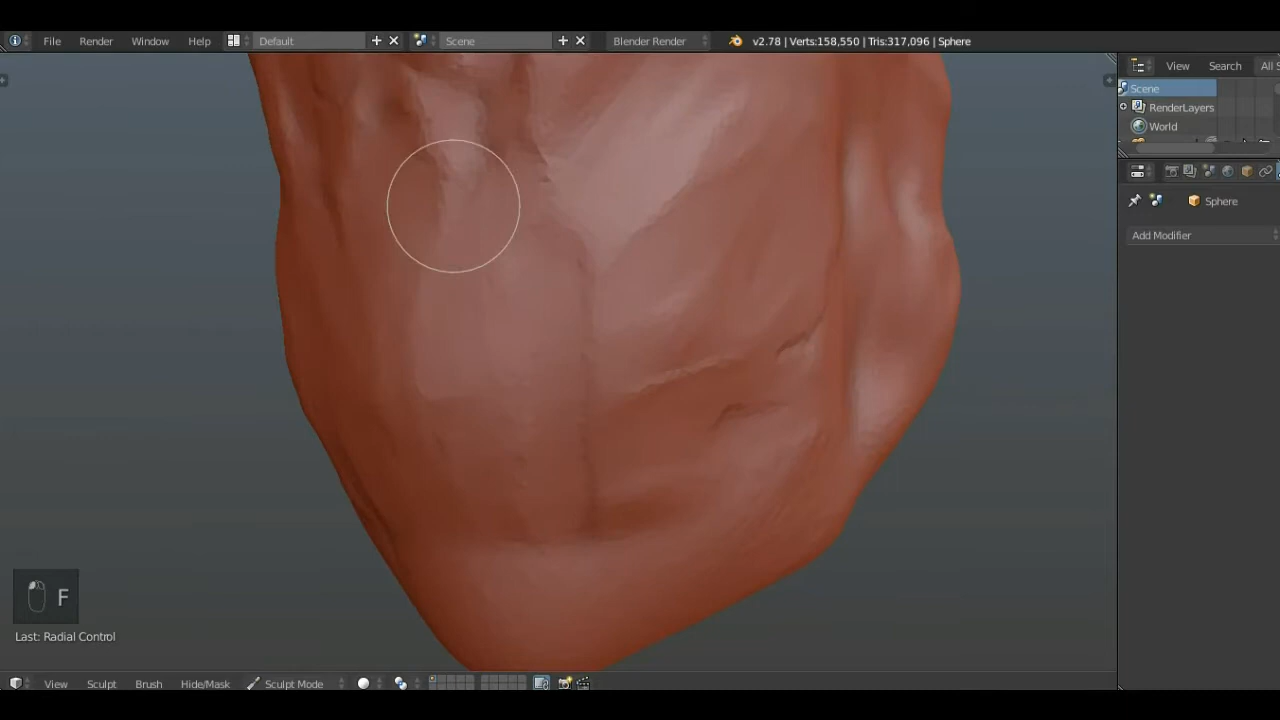 File Render Window Help Default Scene Blender Render v2.78 | Verts:158,550 | Tris:317,096 | Sphere
View Search All S
Scene
RenderLayers
World
Sphere
Add Modifier
F
Last: Radial Control
View Sculpt Brush Hide/Mask Sculpt Mode